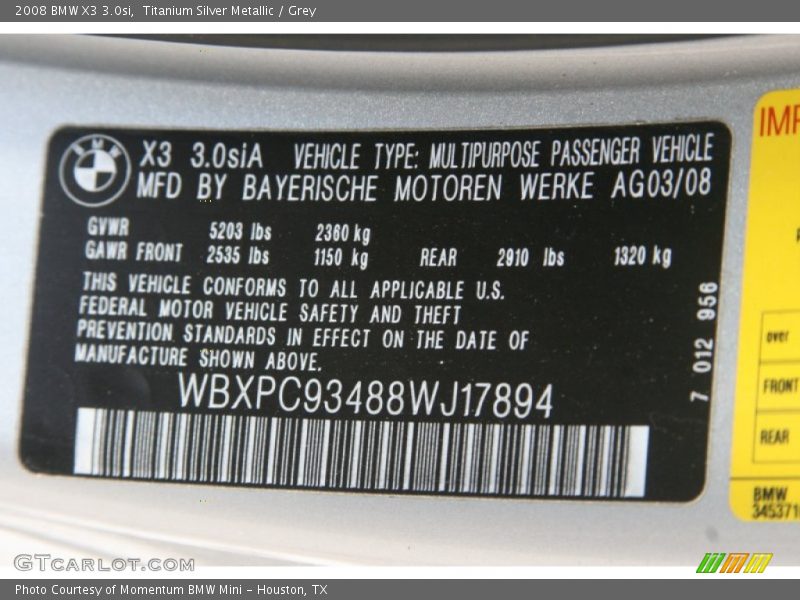 2008 BMW X3 3.0si, Titanium Silver Metallic / Grey
BMW
X3 3.0siA VEHICLE TYPE: MULTIPURPOSE PASSENGER VEHICLE
MFD BY BAYERISCHE MOTOREN WERKE AG03/08
GVWR 5203 lbs 2360 kg
GAWR FRONT 2535 lbs 1150 kg REAR 2910 lbs 1320 kg
THIS VEHICLE CONFORMS TO ALL APPLICABLE U.S.
FEDERAL MOTOR VEHICLE SAFETY AND THEFT
PREVENTION STANDARDS IN EFFECT ON THE DATE OF
MANUFACTURE SHOWN ABOVE.
WBXPC93488WJ17894
7 012 956
IMP
over
FRONT
REAR
BMW
345371
GTCARLOT.COM
Photo Courtesy of Momentum BMW Mini - Houston, TX